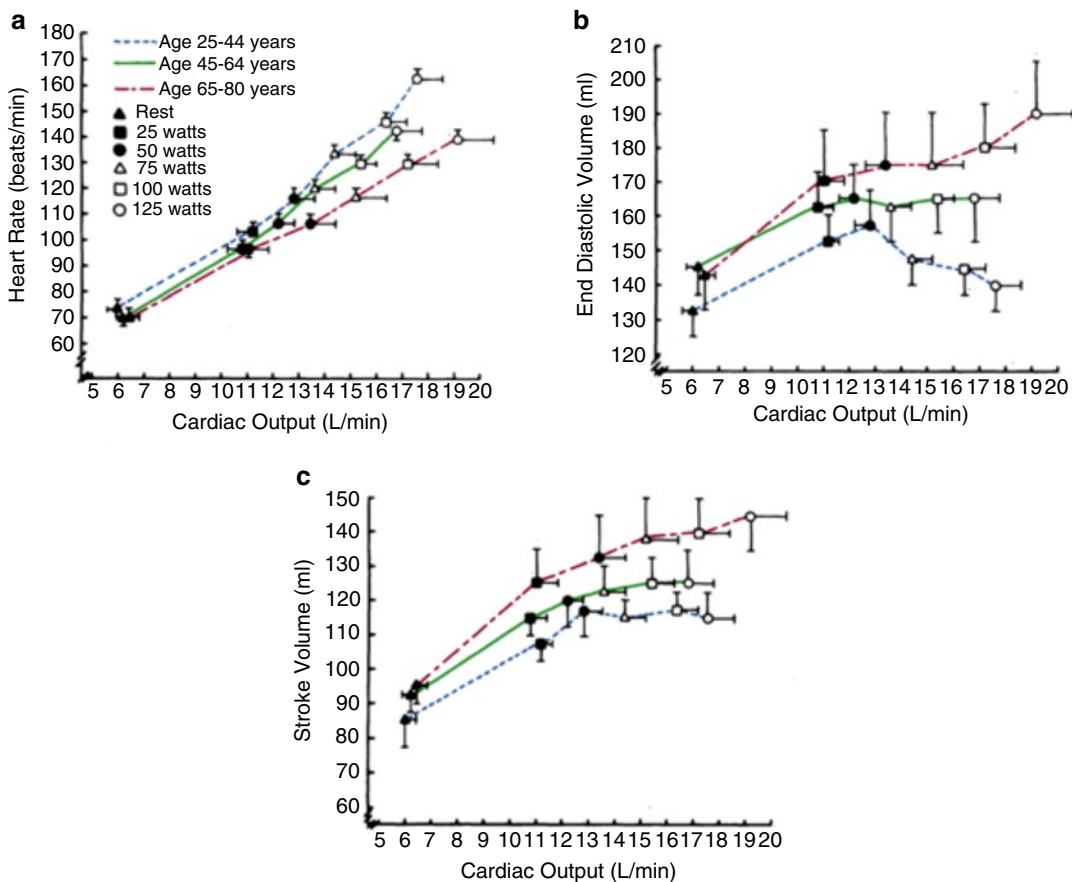 a
180
170
160
150
140
130
120
110
100
90
80
70
60
Heart Rate (beats/min)
Age 25-44 years
Age 45-64 years
Age 65-80 years
Rest
25 watts
50 watts
75 watts
100 watts
125 watts
5 6 7 8 9 10 11 12 13 14 15 16 17 18 19 20
Cardiac Output (L/min)
b
210
200
190
180
170
160
150
140
130
120
End Diastolic Volume (ml)
5 6 7 8 9 10 11 12 13 14 15 16 17 18 19 20
Cardiac Output (L/min)
c
150
140
130
120
110
100
90
80
70
60
Stroke Volume (ml)
5 6 7 8 9 10 11 12 13 14 15 16 17 18 19 20
Cardiac Output (L/min)